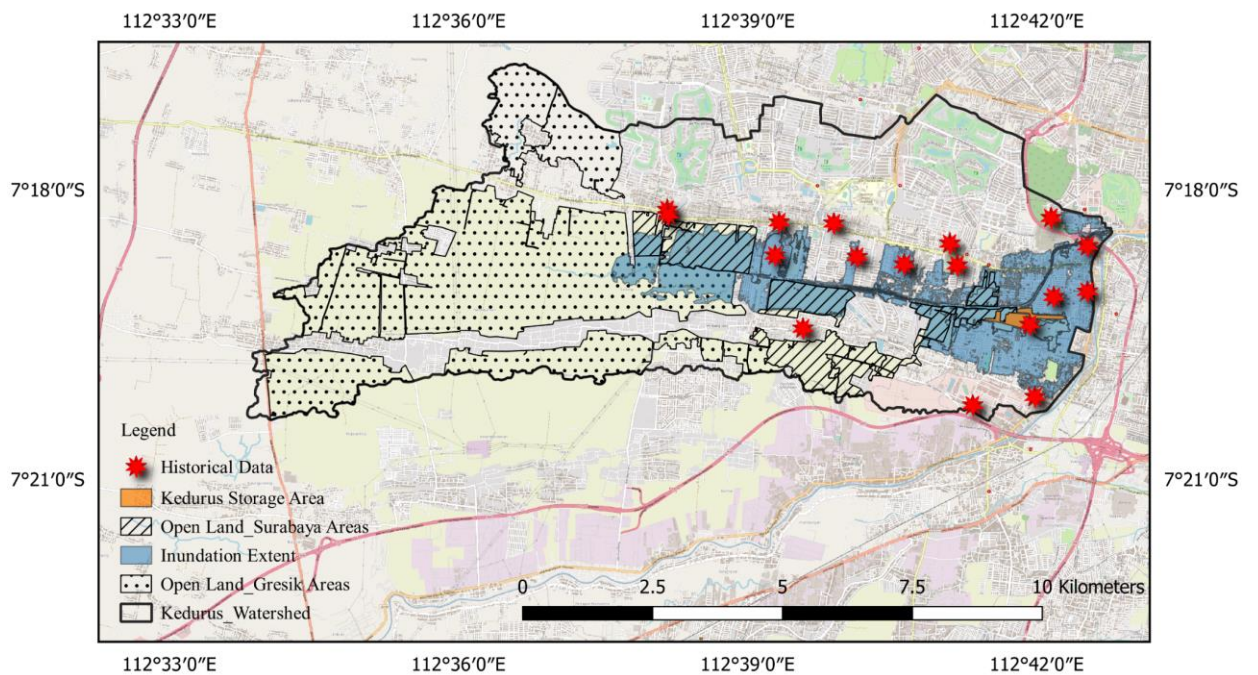 112°33′0″E 112°36′0″E 112°39′0″E 112°42′0″E
7°18′0″S 7°18′0″S
Legend
Historical Data
Kedurus Storage Area
Open Land_Surabaya Areas
Inundation Extent
Open Land_Gresik Areas
Kedurus_Watershed
7°21′0″S 7°21′0″S
0 2.5 5 7.5 10 Kilometers
112°33′0″E 112°36′0″E 112°39′0″E 112°42′0″E